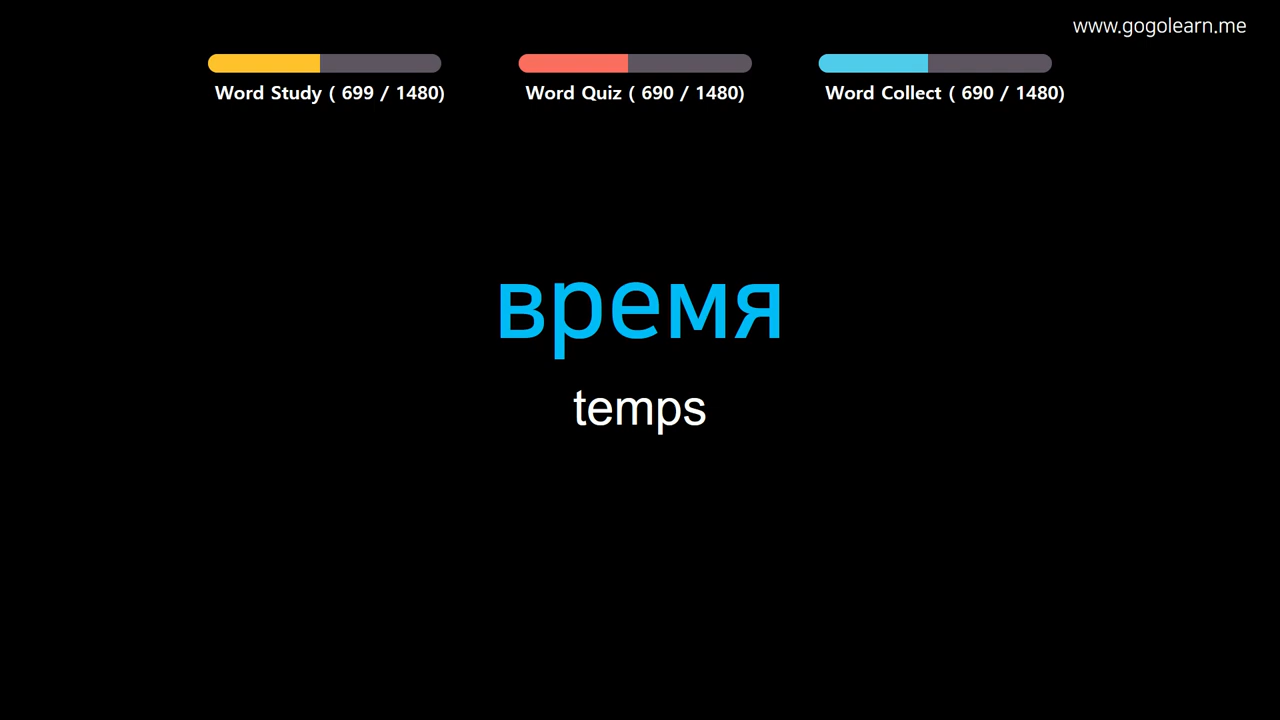 www.gogolearn.me
Word Study ( 699 / 1480)
Word Quiz ( 690 / 1480)
Word Collect ( 690 / 1480)
время
temps